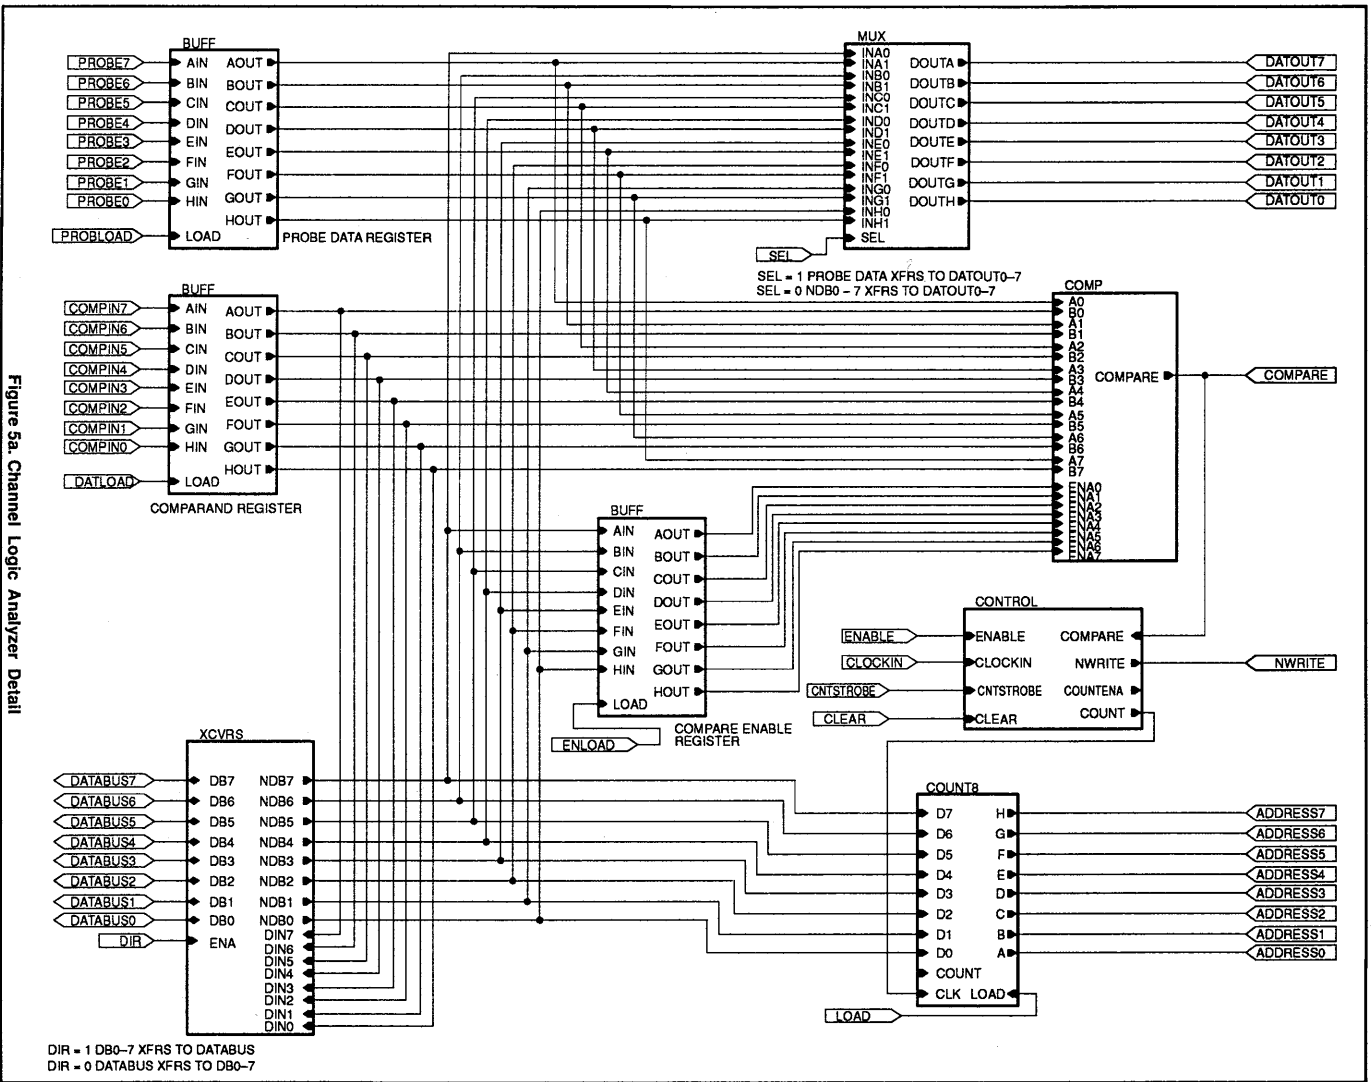 BUFF
PROBE7
PROBE6
PROBE5
PROBE4
PROBE3
PROBE2
PROBE1
PROBE0
PROBLOAD
AIN
BIN
CIN
DIN
EIN
FIN
GIN
HIN
LOAD
AOUT
BOUT
COUT
DOUT
EOUT
FOUT
GOUT
HOUT
PROBE DATA REGISTER
MUX
INA0
INA1
INB0
INB1
INC0
INC1
IND0
IND1
INE0
INE1
INF0
INF1
ING0
ING1
INH0
INH1
SEL
DOUTA
DOUTB
DOUTC
DOUTD
DOUTE
DOUTF
DOUTG
DOUTH
DATOUT7
DATOUT6
DATOUT5
DATOUT4
DATOUT3
DATOUT2
DATOUT1
DATOUT0
SEL
SEL = 1 PROBE DATA XFRS TO DATOUT0–7
SEL = 0 NDB0 – 7 XFRS TO DATOUT0–7
BUFF
COMPIN7
COMPIN6
COMPIN5
COMPIN4
COMPIN3
COMPIN2
COMPIN1
COMPIN0
DATLOAD
AIN
BIN
CIN
DIN
EIN
FIN
GIN
HIN
LOAD
AOUT
BOUT
COUT
DOUT
EOUT
FOUT
GOUT
HOUT
COMPARAND REGISTER
COMP
A0
B0
A1
B1
A2
B2
A3
B3
A4
B4
A5
B5
A6
B6
A7
B7
ENA0
ENA1
ENA2
ENA3
ENA4
ENA5
ENA6
ENA7
COMPARE
COMPARE
BUFF
AIN
BIN
CIN
DIN
EIN
FIN
GIN
HIN
LOAD
AOUT
BOUT
COUT
DOUT
EOUT
FOUT
GOUT
HOUT
ENLOAD
COMPARE ENABLE
REGISTER
CONTROL
ENABLE
CLOCKIN
CNTSTROBE
CLEAR
ENABLE
CLOCKIN
CNTSTROBE
CLEAR
COMPARE
NWRITE
COUNTENA
COUNT
NWRITE
XCVRS
DATABUS7
DATABUS6
DATABUS5
DATABUS4
DATABUS3
DATABUS2
DATABUS1
DATABUS0
DIR
DB7
DB6
DB5
DB4
DB3
DB2
DB1
DB0
ENA
NDB7
NDB6
NDB5
NDB4
NDB3
NDB2
NDB1
NDB0
DIN7
DIN6
DIN5
DIN4
DIN3
DIN2
DIN1
DIN0
DIR = 1 DB0–7 XFRS TO DATABUS
DIR = 0 DATABUS XFRS TO DB0–7
COUNT8
D7
D6
D5
D4
D3
D2
D1
D0
COUNT
CLK
LOAD
H
G
F
E
D
C
B
A
ADDRESS7
ADDRESS6
ADDRESS5
ADDRESS4
ADDRESS3
ADDRESS2
ADDRESS1
ADDRESS0
LOAD
Figure 5a. Channel Logic Analyzer Detail